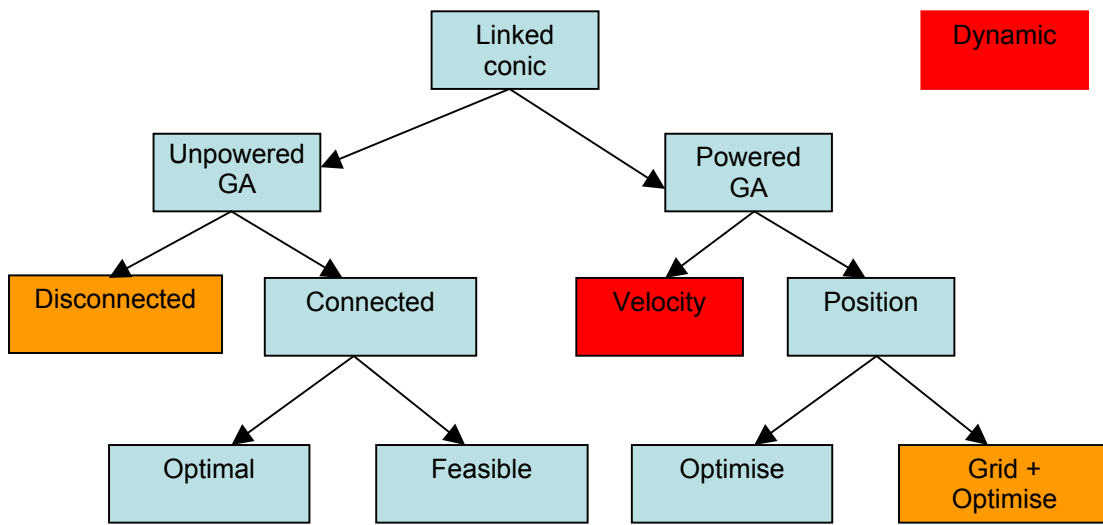 Linked
conic
Dynamic
Unpowered
GA
Powered
GA
Disconnected
Connected
Velocity
Position
Optimal
Feasible
Optimise
Grid +
Optimise